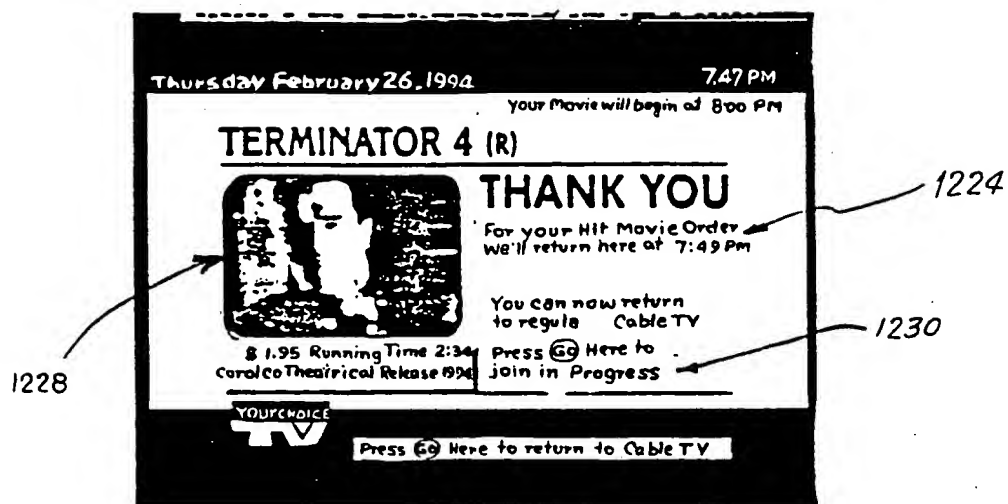 Thursday February 26, 1994 7.47 PM
your Movie will begin at 8:00 PM
TERMINATOR 4 (R)
THANK YOU
For your Hit Movie Order
We'll return here at 7:49 Pm
1224
You can now return
to regula Cable TV
1228
$ 1.95 Running Time 2:34
Carolco Theatrical Release 1994
Press GO Here to
join in Progress
1230
YOUR CHOICE
TV
Press GO Here to return to Cable TV